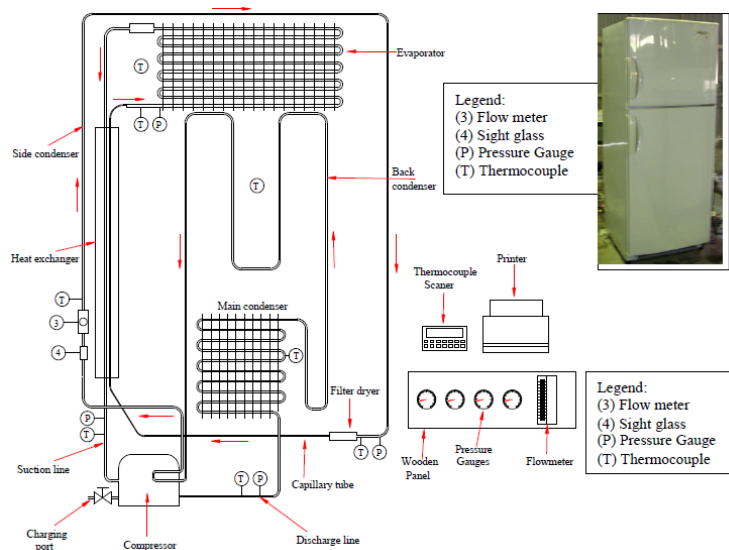 Evaporator
T
T
P
Legend:
(3) Flow meter
(4) Sight glass
(P) Pressure Gauge
(T) Thermocouple
Side condenser
T
Back
condenser
Heat exchanger
Thermocouple
Scaner
Printer
T
3
4
Main condenser
T
Filter dryer
P
T
Suction line
T
P
Capillary tube
T
P
Wooden
Panel
Pressure
Gauges
Flowmeter
Legend:
(3) Flow meter
(4) Sight glass
(P) Pressure Gauge
(T) Thermocouple
Charging
port
Compressor
Discharge line